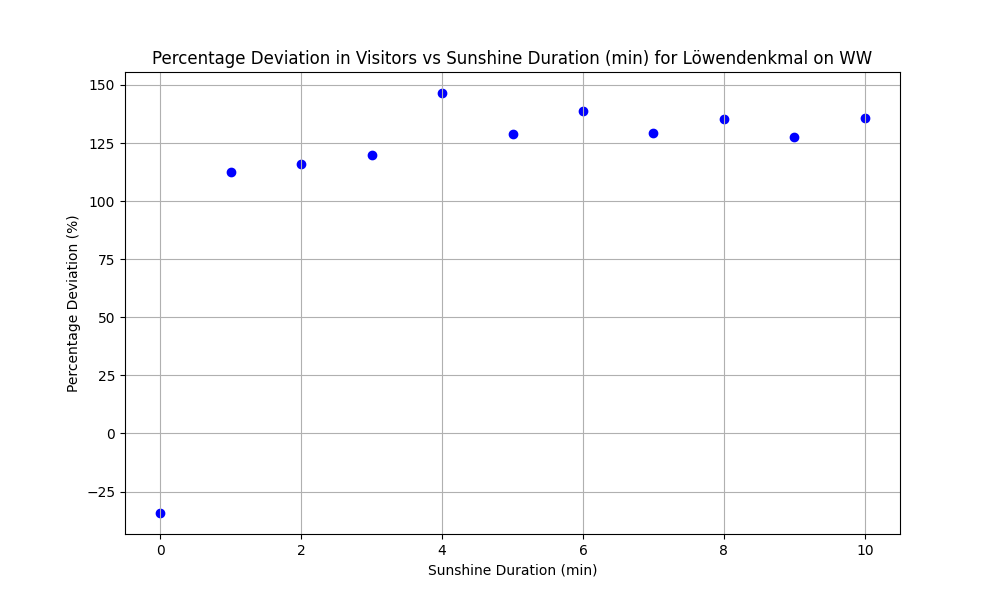 Percentage Deviation in Visitors vs Sunshine Duration (min) for Löwendenkmal on WW
150
125
100
75
50
25
0
−25
Percentage Deviation (%)
0 2 4 6 8 10
Sunshine Duration (min)